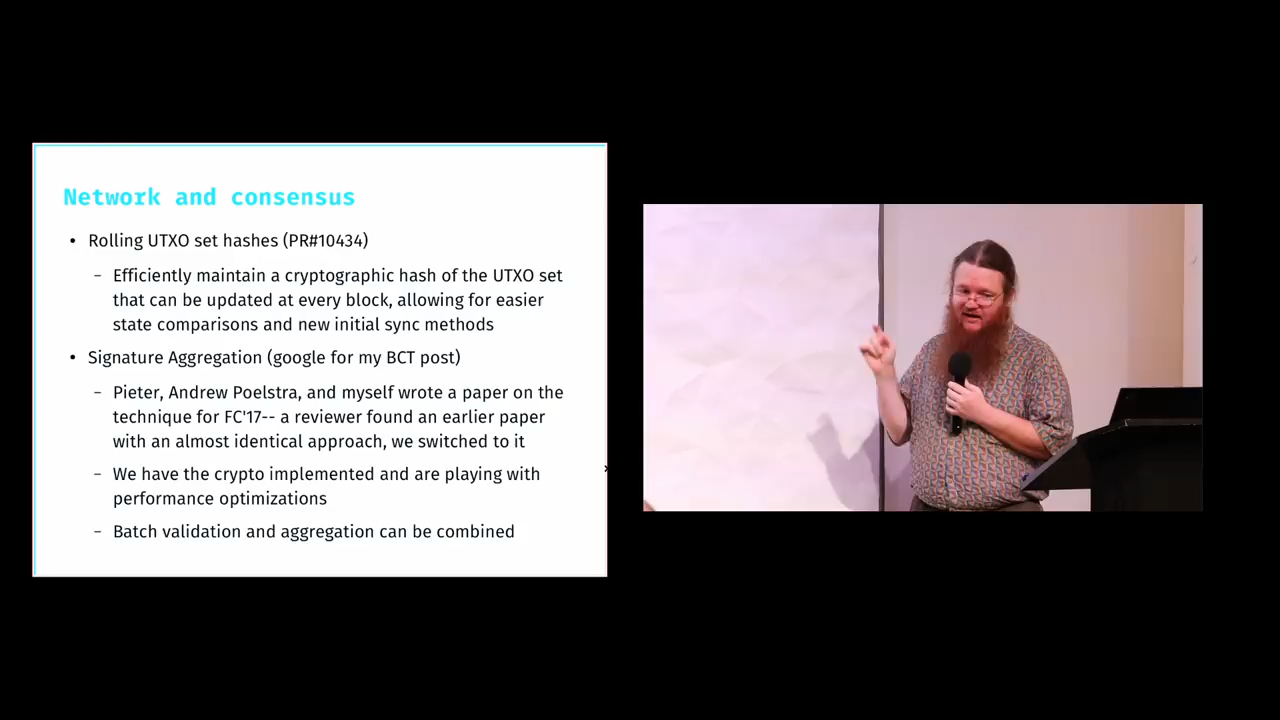 Network and consensus
• Rolling UTXO set hashes (PR#10434)
– Efficiently maintain a cryptographic hash of the UTXO set
that can be updated at every block, allowing for easier
state comparisons and new initial sync methods
• Signature Aggregation (google for my BCT post)
– Pieter, Andrew Poelstra, and myself wrote a paper on the
technique for FC'17-- a reviewer found an earlier paper
with an almost identical approach, we switched to it
– We have the crypto implemented and are playing with
performance optimizations
– Batch validation and aggregation can be combined